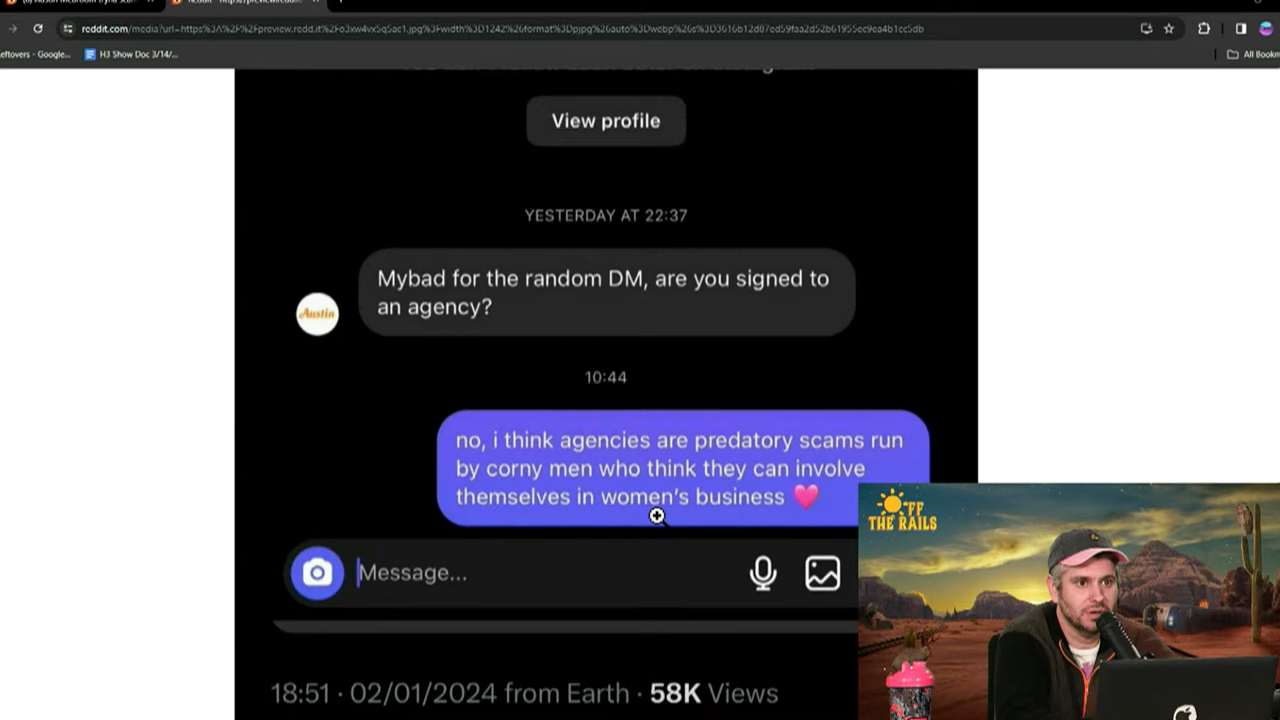 reddit.com/media?url=https%3A%2F%2Fpreview.redd.it%2Fo3xw4vx5q5ac1.jpg%3Fwidth%3D1242%26format%3Dpjpg%26auto%3Dwebp%26s%3D3616b12d87ed59faa2d52b61955ec9ea4b1cc5db
eftovers - Google...
H3 Show Doc 3/14/...
All Bookm
View profile
YESTERDAY AT 22:37
Mybad for the random DM, are you signed to
an agency?
Austin
10:44
no, i think agencies are predatory scams run
by corny men who think they can involve
themselves in women's business 🩷
Message...
18:51 · 02/01/2024 from Earth · 58K Views
OFF
THE RAILS